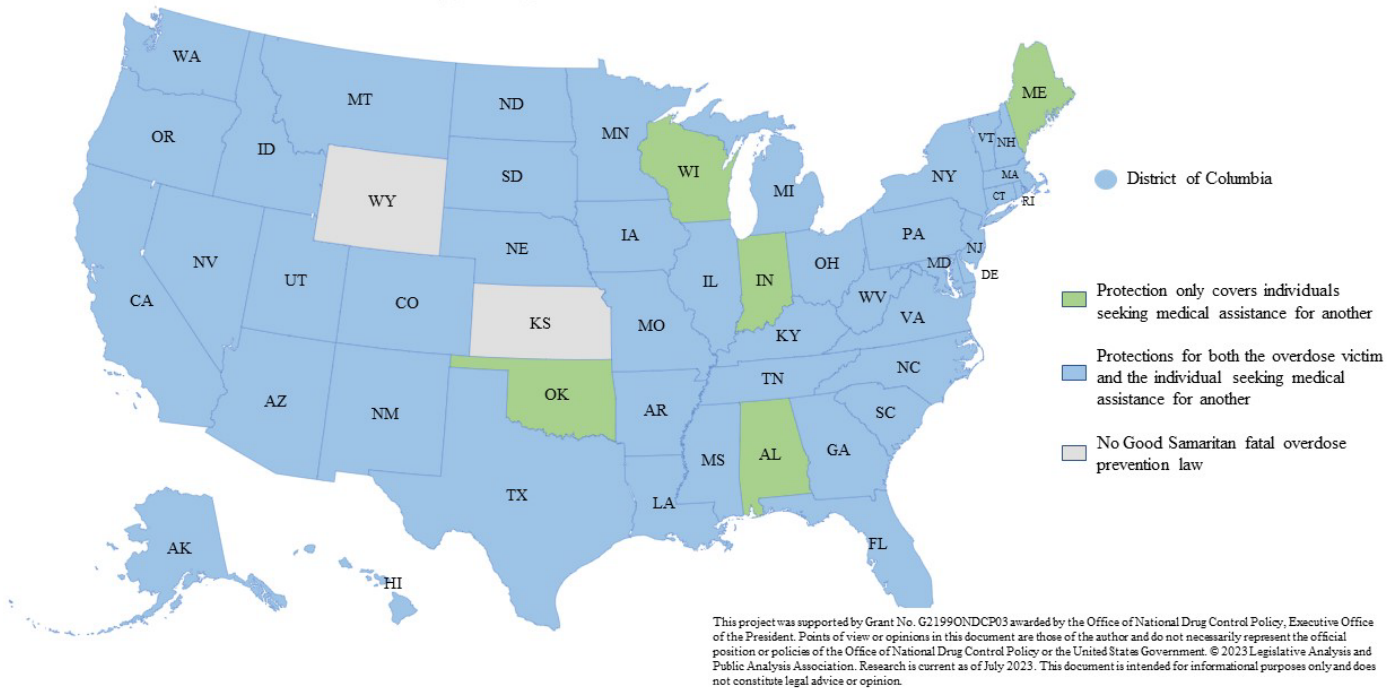 WA
MT
ND
MN
ME
OR
ID
SD
WI
MI
NY
VT
NH
MA
CT
RI
District of Columbia
WY
IA
NE
PA
NJ
NV
UT
CO
IL
IN
OH
MD
DE
CA
KS
MO
WV
VA
KY
Protection only covers individuals
seeking medical assistance for another
AZ
NM
OK
AR
TN
NC
SC
Protections for both the overdose victim
and the individual seeking medical
assistance for another
MS
AL
GA
TX
LA
No Good Samaritan fatal overdose
prevention law
AK
HI
FL
This project was supported by Grant No. G2199ONDCP03 awarded by the Office of National Drug Control Policy, Executive Office
of the President. Points of view or opinions in this document are those of the author and do not necessarily represent the official
position or policies of the Office of National Drug Control Policy or the United States Government. © 2023 Legislative Analysis and
Public Analysis Association. Research is current as of July 2023. This document is intended for informational purposes only and does
not constitute legal advice or opinion.